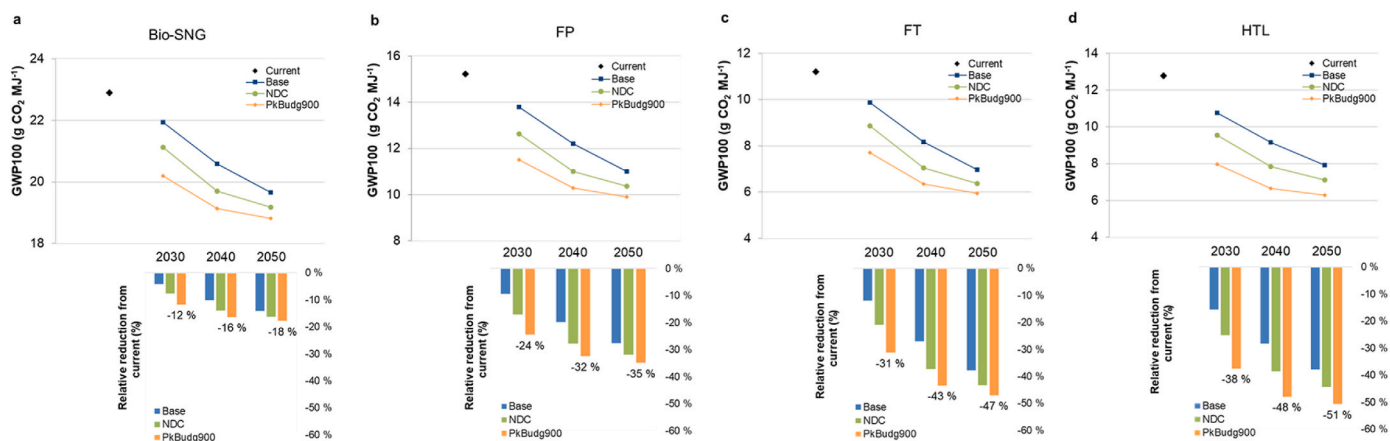 a
Bio-SNG
GWP100 (g CO₂ MJ⁻¹)
24
22
20
18
Current
Base
NDC
PkBudg900
2030 2040 2050
Relative reduction from
current (%)
0 %
-10 %
-20 %
-30 %
-40 %
-50 %
-60 %
-12 %
-16 %
-18 %
Base
NDC
PkBudg900
b
FP
GWP100 (g CO₂ MJ⁻¹)
16
14
12
10
8
Current
Base
NDC
PkBudg900
2030 2040 2050
Relative reduction from
current (%)
0 %
-10 %
-20 %
-30 %
-40 %
-50 %
-60 %
-24 %
-32 %
-35 %
Base
NDC
PkBudg900
c
FT
GWP100 (g CO₂ MJ⁻¹)
12
10
8
6
4
Current
Base
NDC
PkBudg900
2030 2040 2050
Relative reduction from
current (%)
0 %
-10 %
-20 %
-30 %
-40 %
-50 %
-60 %
-31 %
-43 %
-47 %
Base
NDC
PkBudg900
d
HTL
GWP100 (g CO₂ MJ⁻¹)
14
12
10
8
6
4
Current
Base
NDC
PkBudg900
2030 2040 2050
Relative reduction from
current (%)
0 %
-10 %
-20 %
-30 %
-40 %
-50 %
-60 %
-38 %
-48 %
-51 %
Base
NDC
PkBudg900